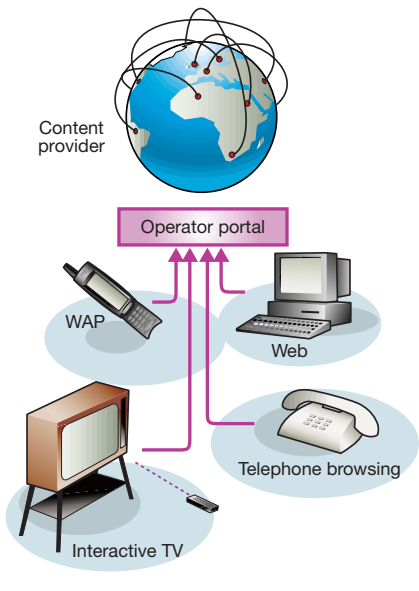 Content
provider
Operator portal
WAP
Web
Telephone browsing
Interactive TV